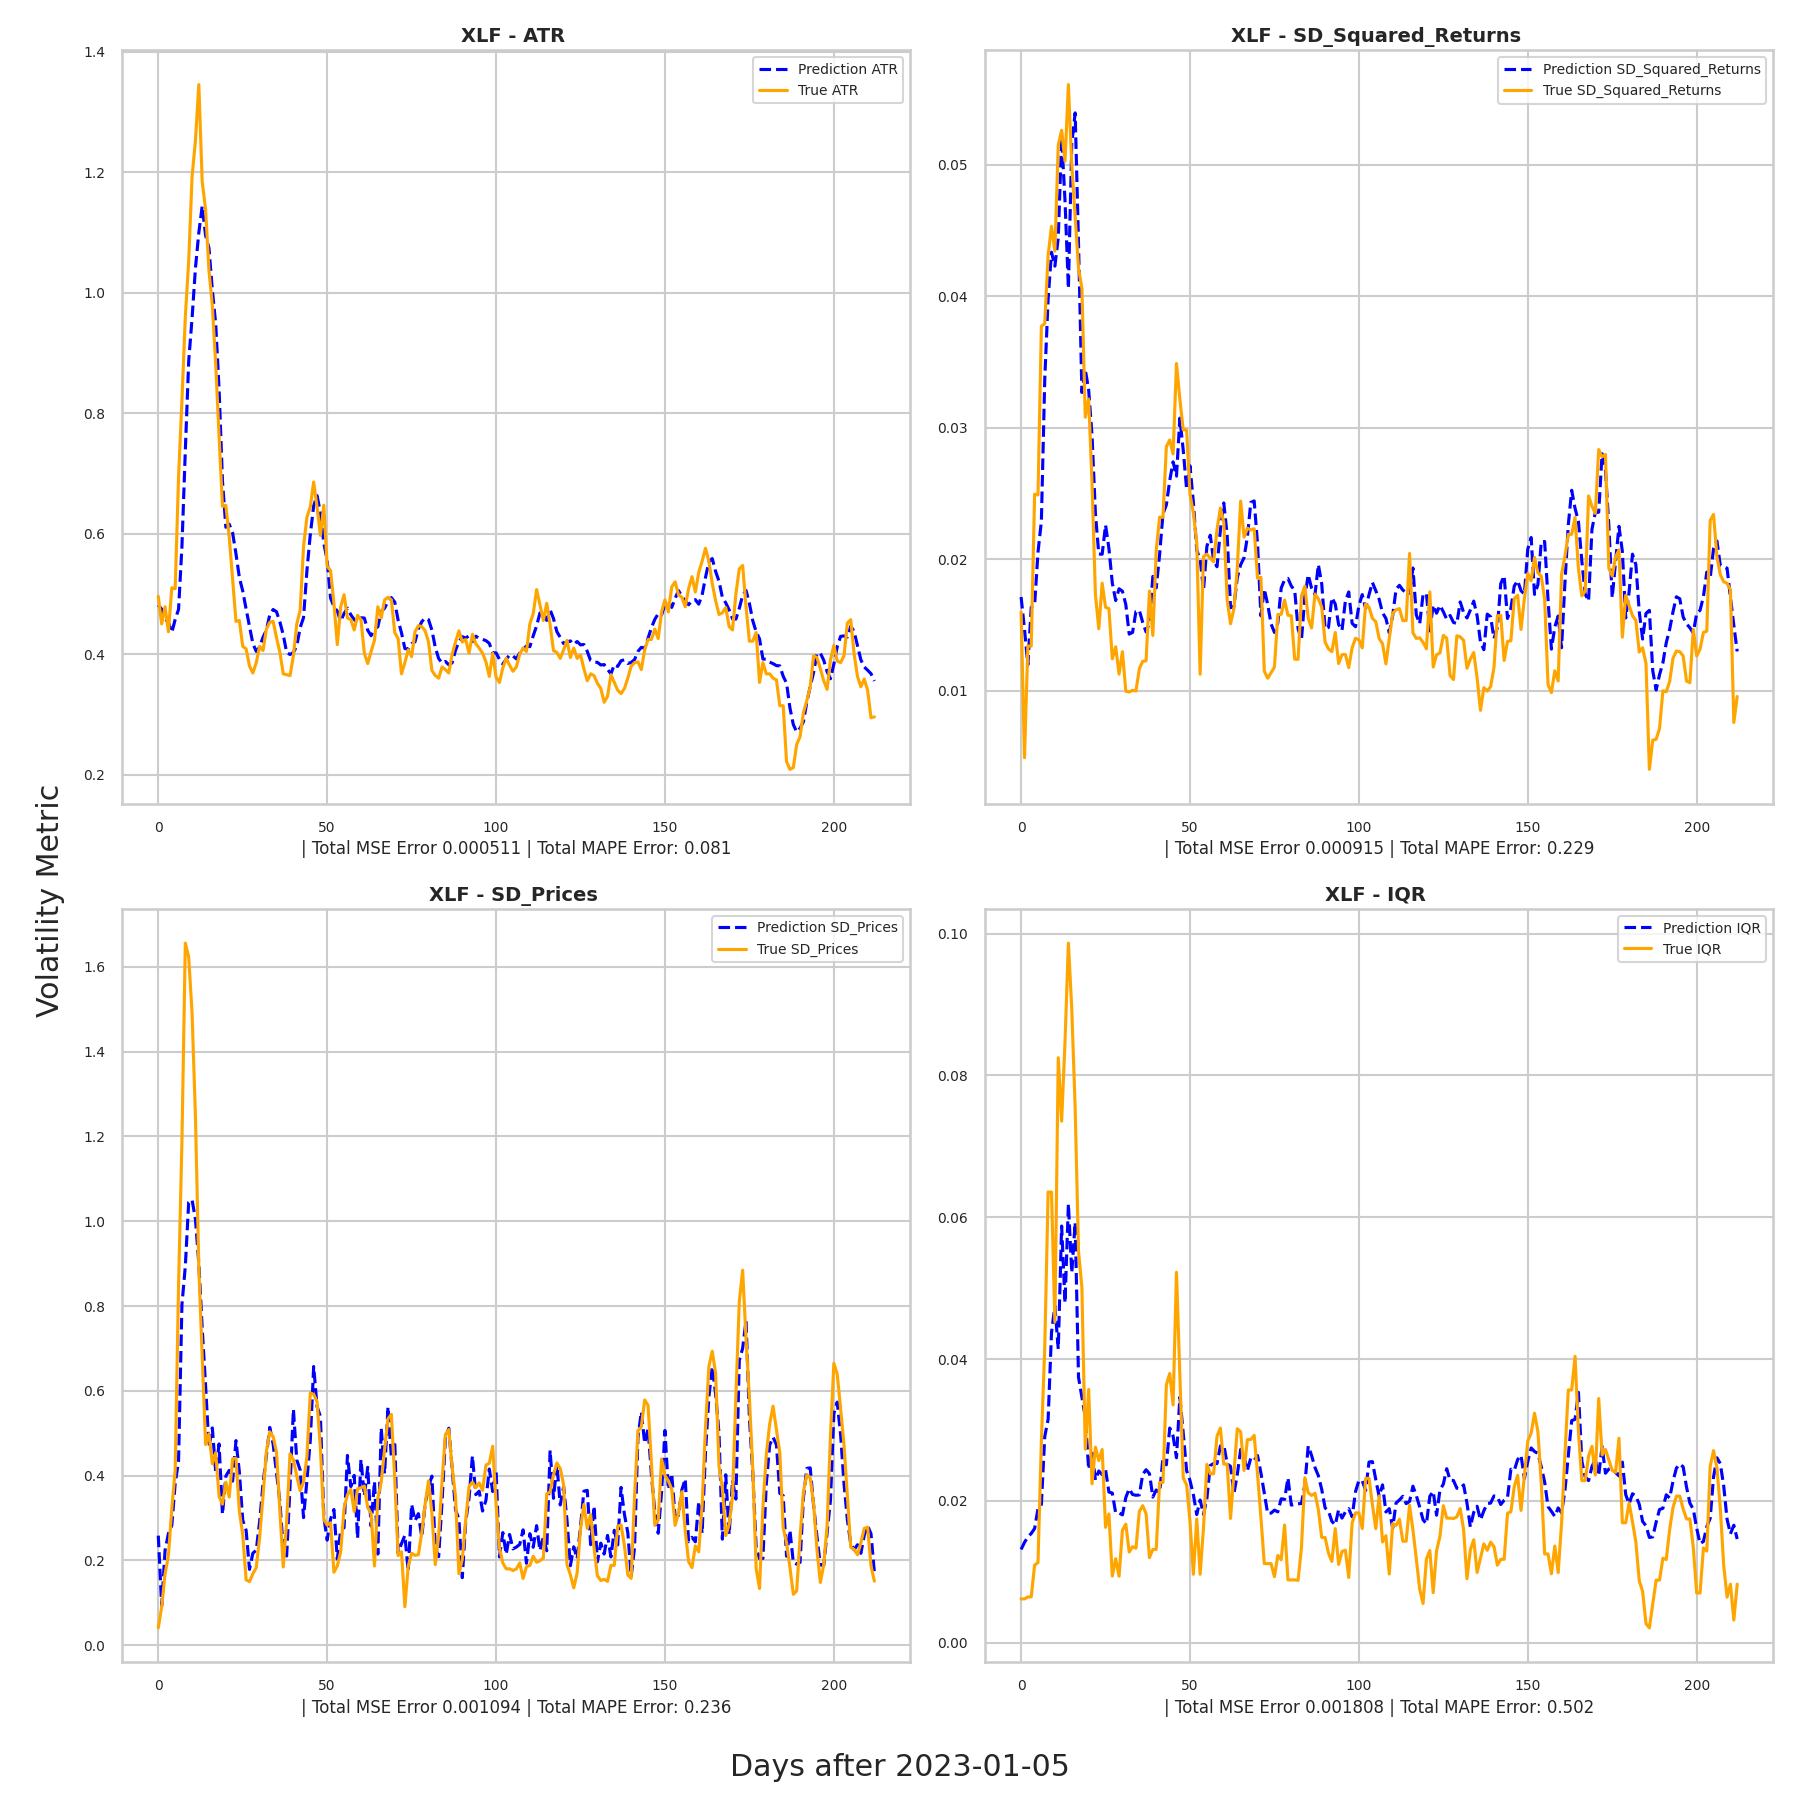 XLF - ATR
Prediction ATR
True ATR
1.4
1.2
1.0
0.8
0.6
0.4
0.2
0 50 100 150 200
| Total MSE Error 0.000511 | Total MAPE Error: 0.081
XLF - SD_Squared_Returns
Prediction SD_Squared_Returns
True SD_Squared_Returns
0.05
0.04
0.03
0.02
0.01
0 50 100 150 200
| Total MSE Error 0.000915 | Total MAPE Error: 0.229
Volatility Metric
XLF - SD_Prices
Prediction SD_Prices
True SD_Prices
1.6
1.4
1.2
1.0
0.8
0.6
0.4
0.2
0.0
0 50 100 150 200
| Total MSE Error 0.001094 | Total MAPE Error: 0.236
XLF - IQR
Prediction IQR
True IQR
0.10
0.08
0.06
0.04
0.02
0.00
0 50 100 150 200
| Total MSE Error 0.001808 | Total MAPE Error: 0.502
Days after 2023-01-05